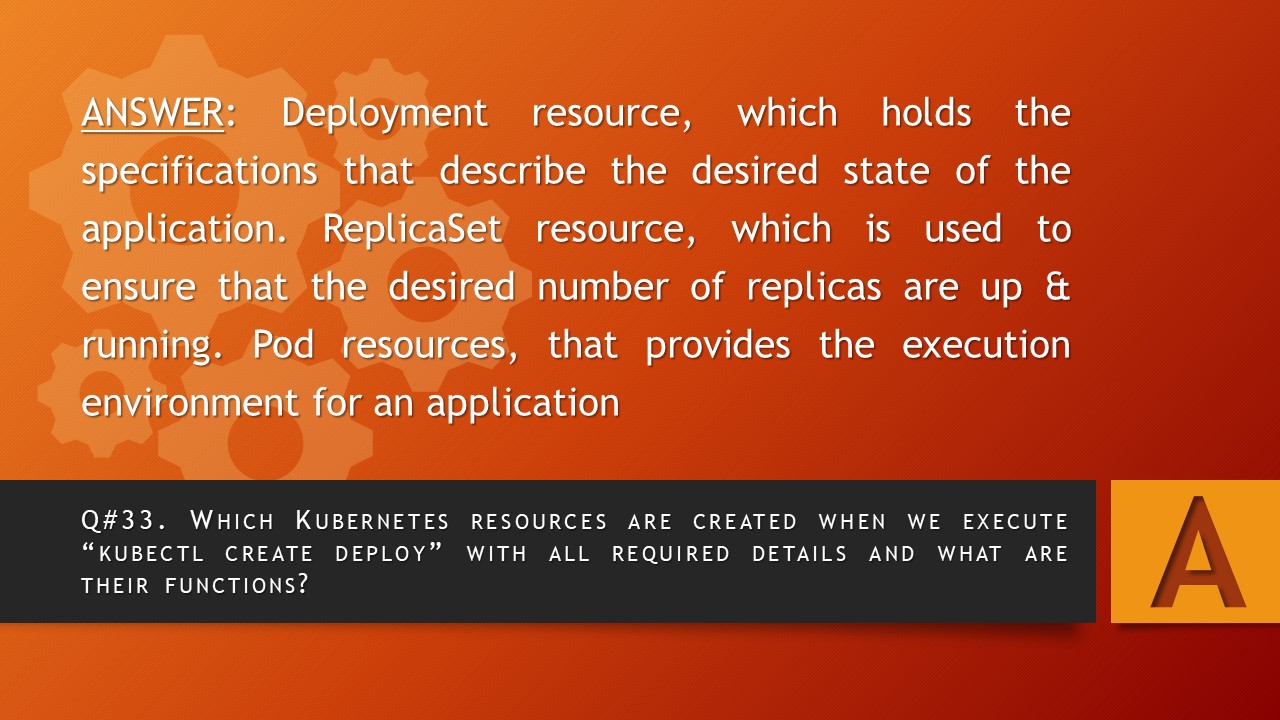 ANSWER: Deployment resource, which holds the
specifications that describe the desired state of the
application. ReplicaSet resource, which is used to
ensure that the desired number of replicas are up &
running. Pod resources, that provides the execution
environment for an application
Q#33. Which Kubernetes resources are created when we execute
“kubectl create deploy” with all required details and what are
their functions?
A